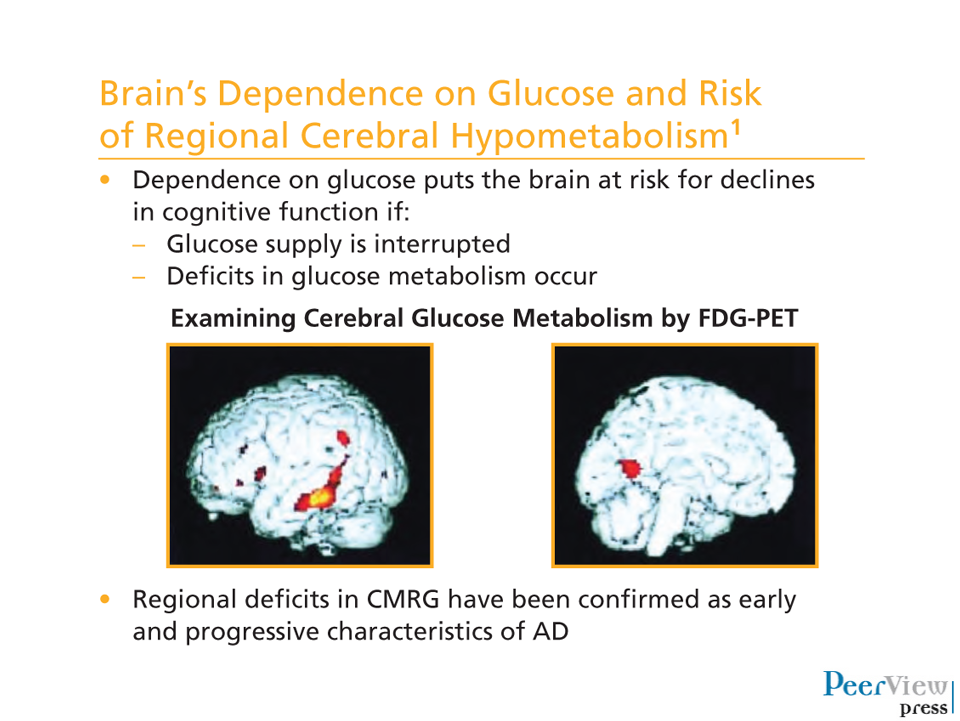 Brain’s Dependence on Glucose and Risk
of Regional Cerebral Hypometabolism¹
• Dependence on glucose puts the brain at risk for declines
in cognitive function if:
– Glucose supply is interrupted
– Deficits in glucose metabolism occur
Examining Cerebral Glucose Metabolism by FDG-PET
• Regional deficits in CMRG have been confirmed as early
and progressive characteristics of AD
PeerView
press